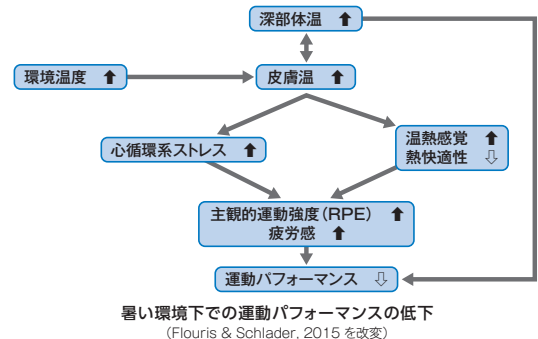 深部体温 ⬆
環境温度 ⬆
皮膚温 ⬆
心循環系ストレス ⬆
温熱感覚 ⬆
熱快適性 ⇩
主観的運動強度(RPE) ⬆
疲労感 ⬆
運動パフォーマンス ⇩
暑い環境下での運動パフォーマンスの低下
(Flouris & Schlader, 2015 を改変)